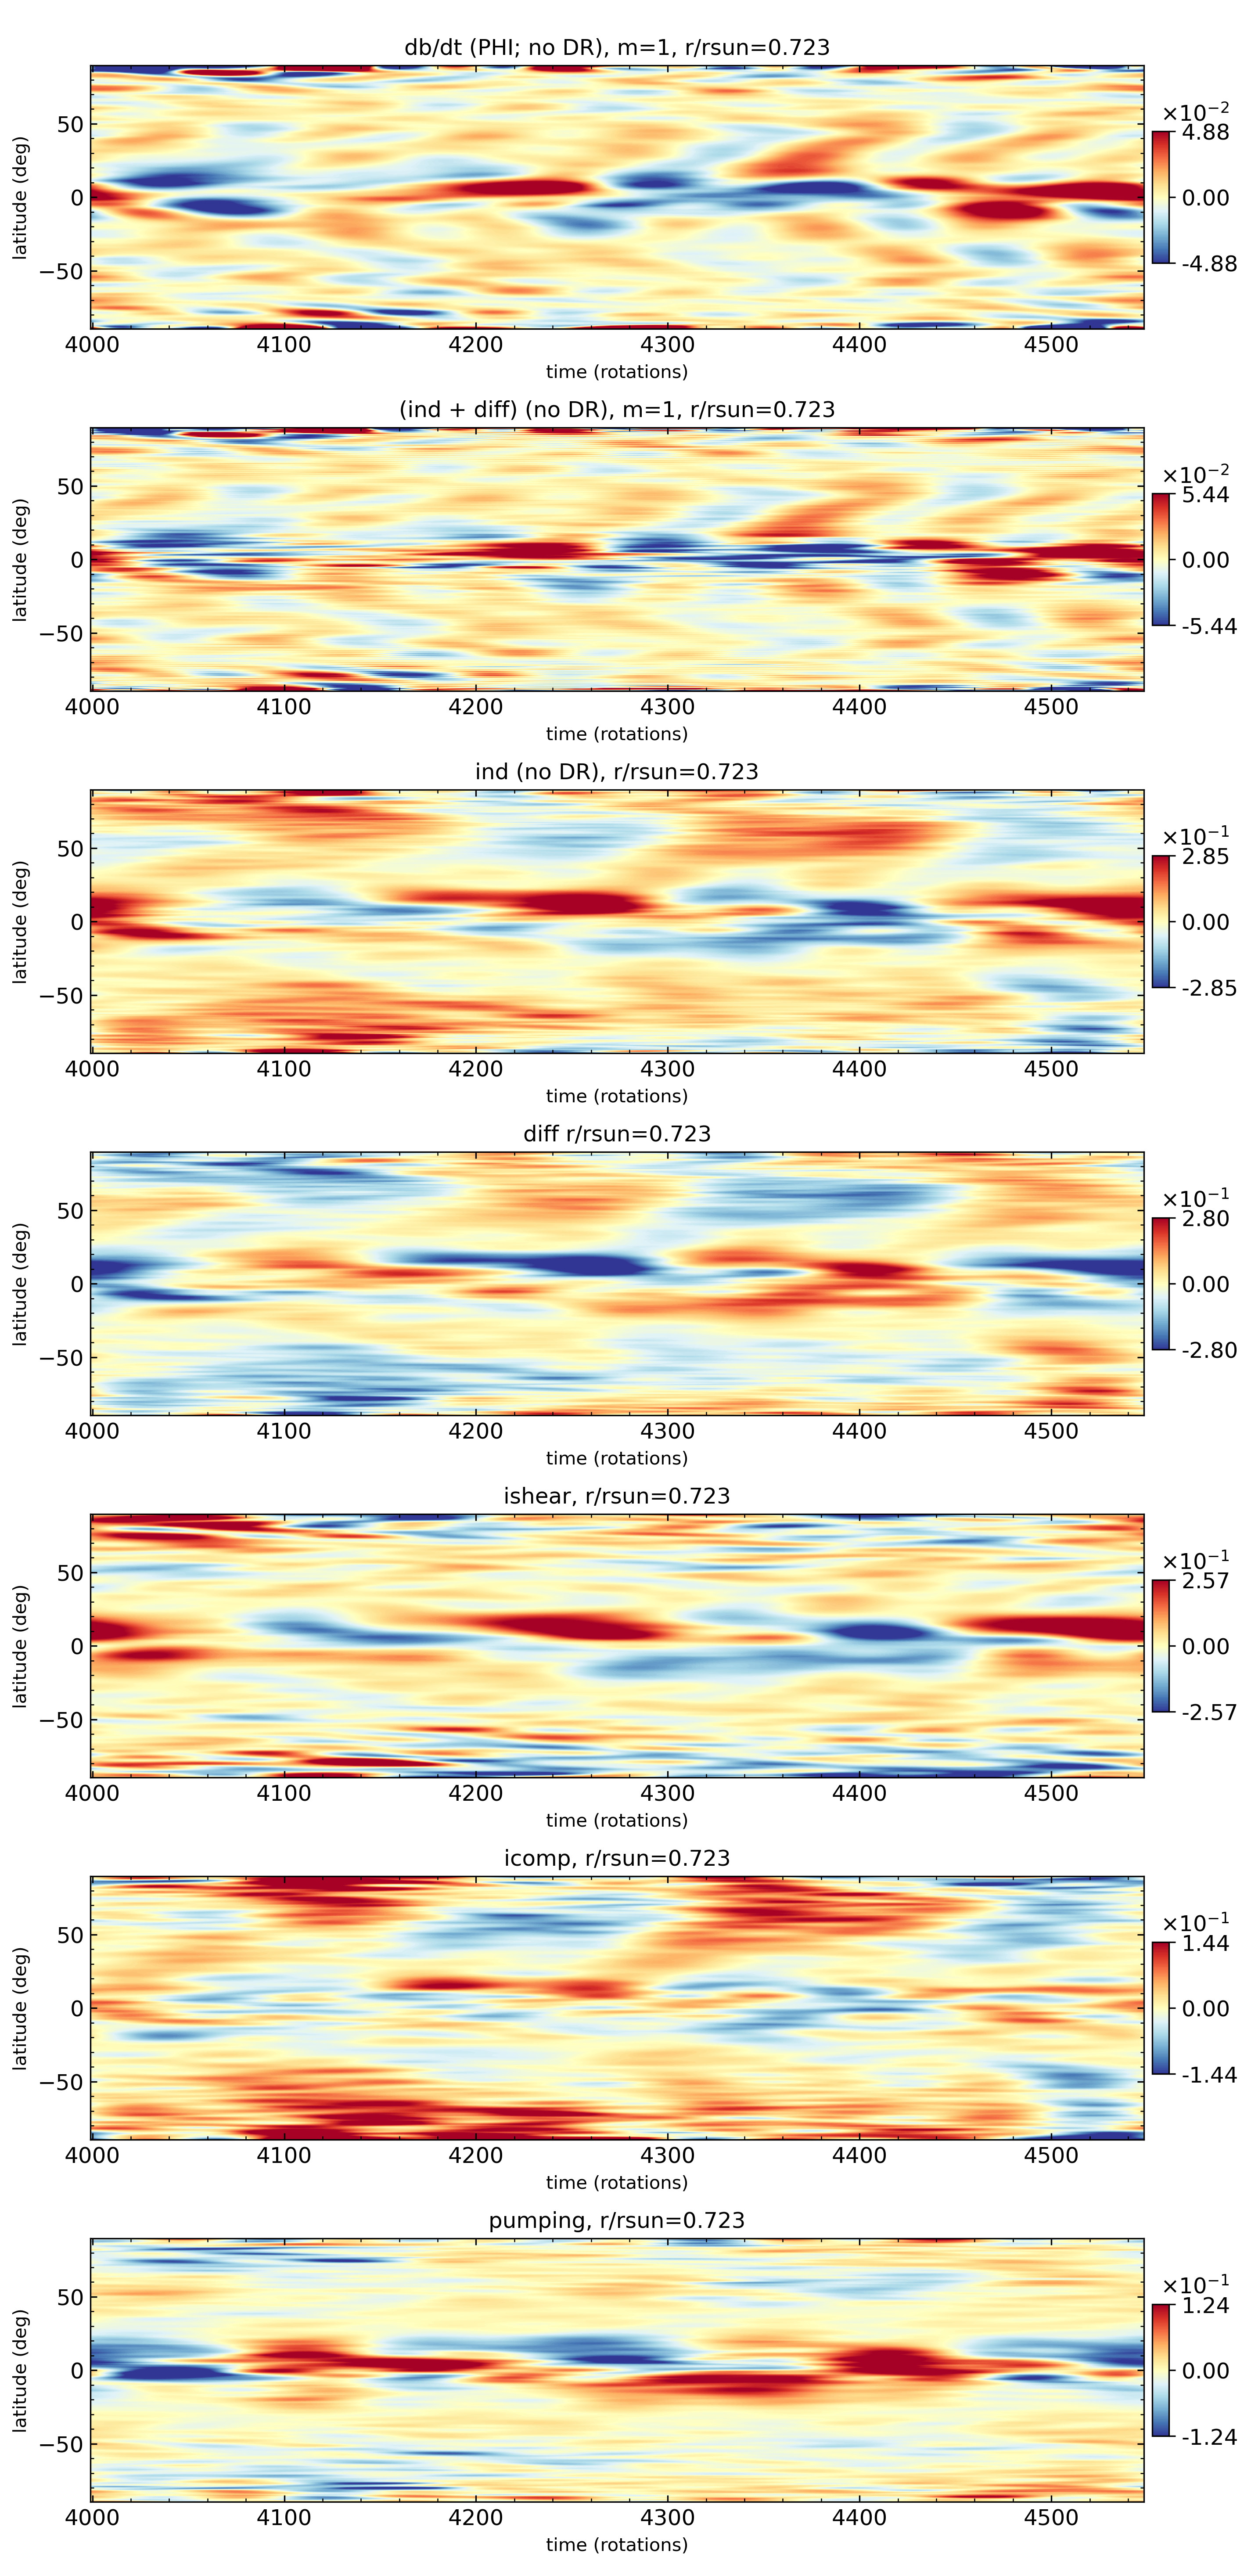 db/dt (PHI; no DR), m=1, r/rsun=0.723
×10⁻²
4.88
0.00
-4.88
50
0
−50
latitude (deg)
4000 4100 4200 4300 4400 4500
time (rotations)
(ind + diff) (no DR), m=1, r/rsun=0.723
×10⁻²
5.44
0.00
-5.44
50
0
−50
latitude (deg)
4000 4100 4200 4300 4400 4500
time (rotations)
ind (no DR), r/rsun=0.723
×10⁻¹
2.85
0.00
-2.85
50
0
−50
latitude (deg)
4000 4100 4200 4300 4400 4500
time (rotations)
diff r/rsun=0.723
×10⁻¹
2.80
0.00
-2.80
50
0
−50
latitude (deg)
4000 4100 4200 4300 4400 4500
time (rotations)
ishear, r/rsun=0.723
×10⁻¹
2.57
0.00
-2.57
50
0
−50
latitude (deg)
4000 4100 4200 4300 4400 4500
time (rotations)
icomp, r/rsun=0.723
×10⁻¹
1.44
0.00
-1.44
50
0
−50
latitude (deg)
4000 4100 4200 4300 4400 4500
time (rotations)
pumping, r/rsun=0.723
×10⁻¹
1.24
0.00
-1.24
50
0
−50
latitude (deg)
4000 4100 4200 4300 4400 4500
time (rotations)